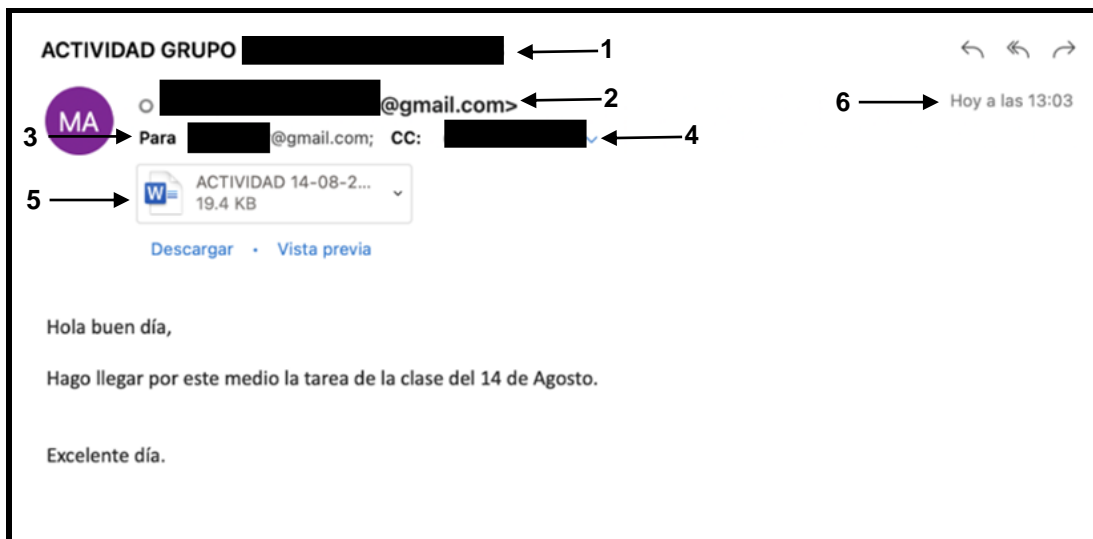 ACTIVIDAD GRUPO
1
@gmail.com>
2
6
Hoy a las 13:03
MA
3
Para @gmail.com; CC:
4
5
ACTIVIDAD 14-08-2...
19.4 KB
Descargar · Vista previa
Hola buen día,
Hago llegar por este medio la tarea de la clase del 14 de Agosto.
Excelente día.